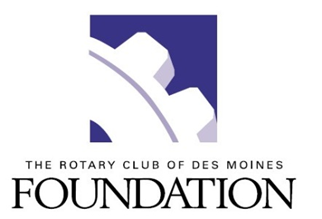 THE ROTARY CLUB OF DES MOINES
FOUNDATION